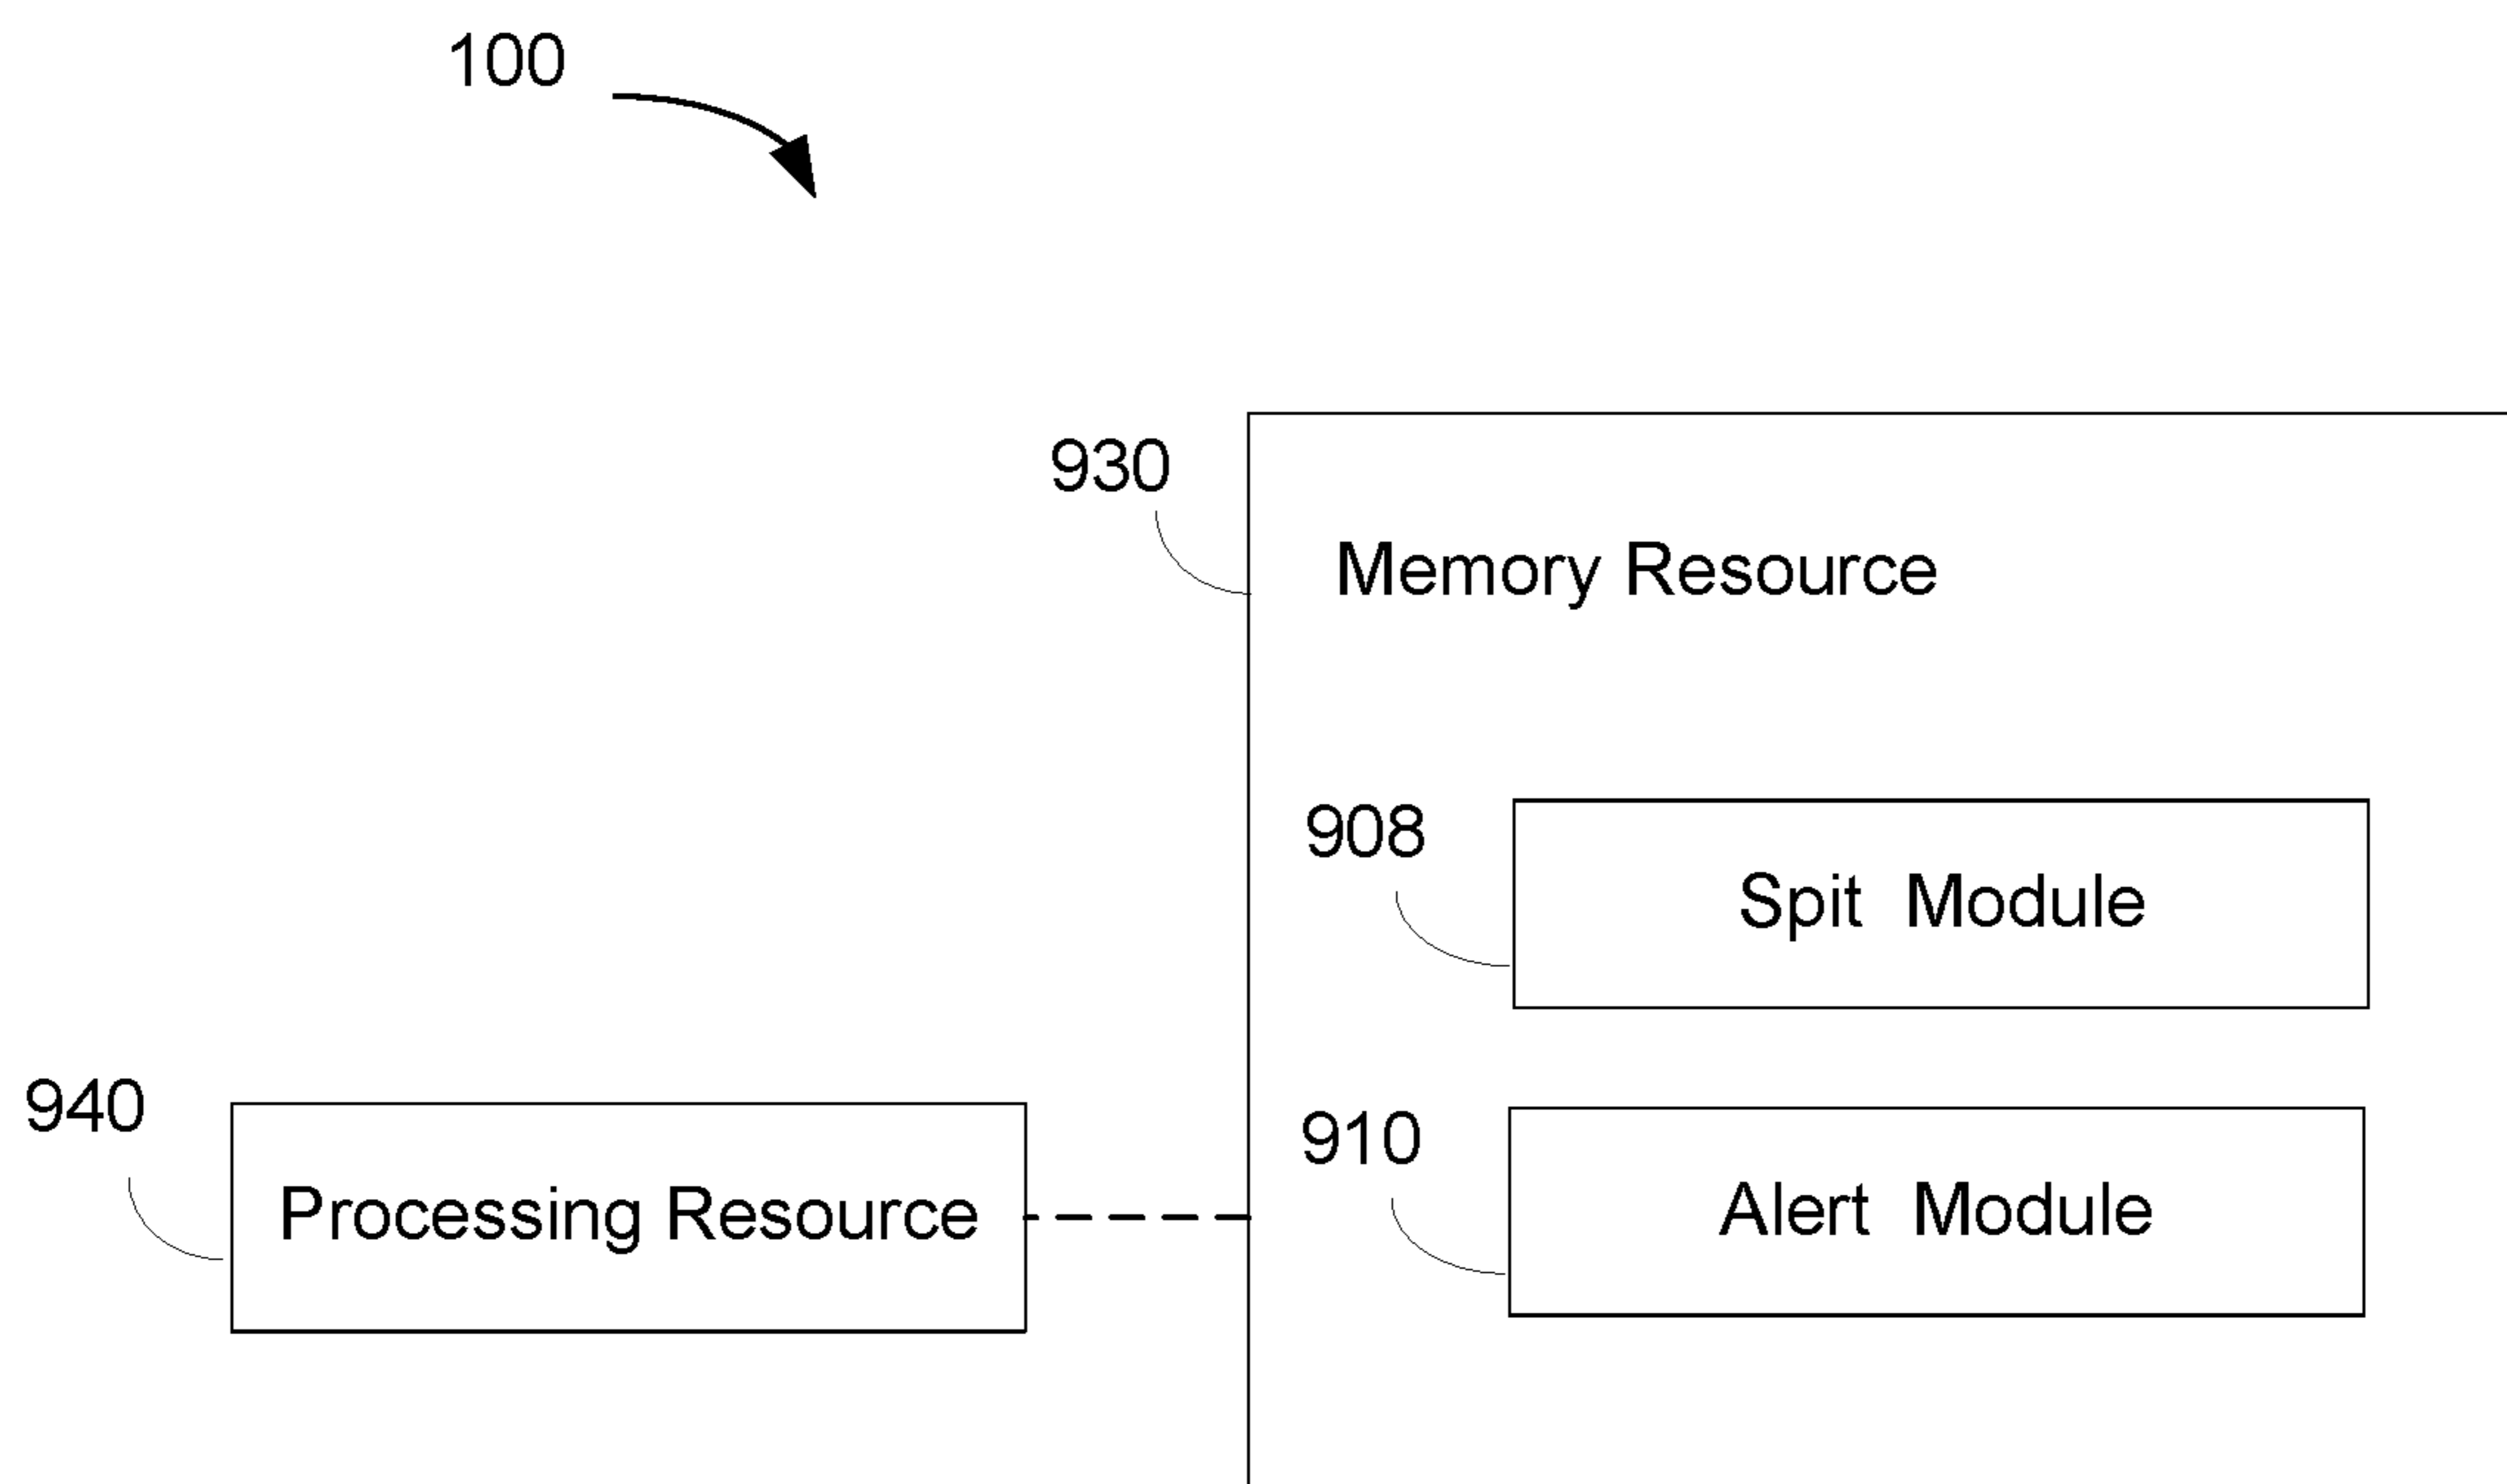 100
930
Memory Resource
908
Spit Module
940
Processing Resource
910
Alert Module